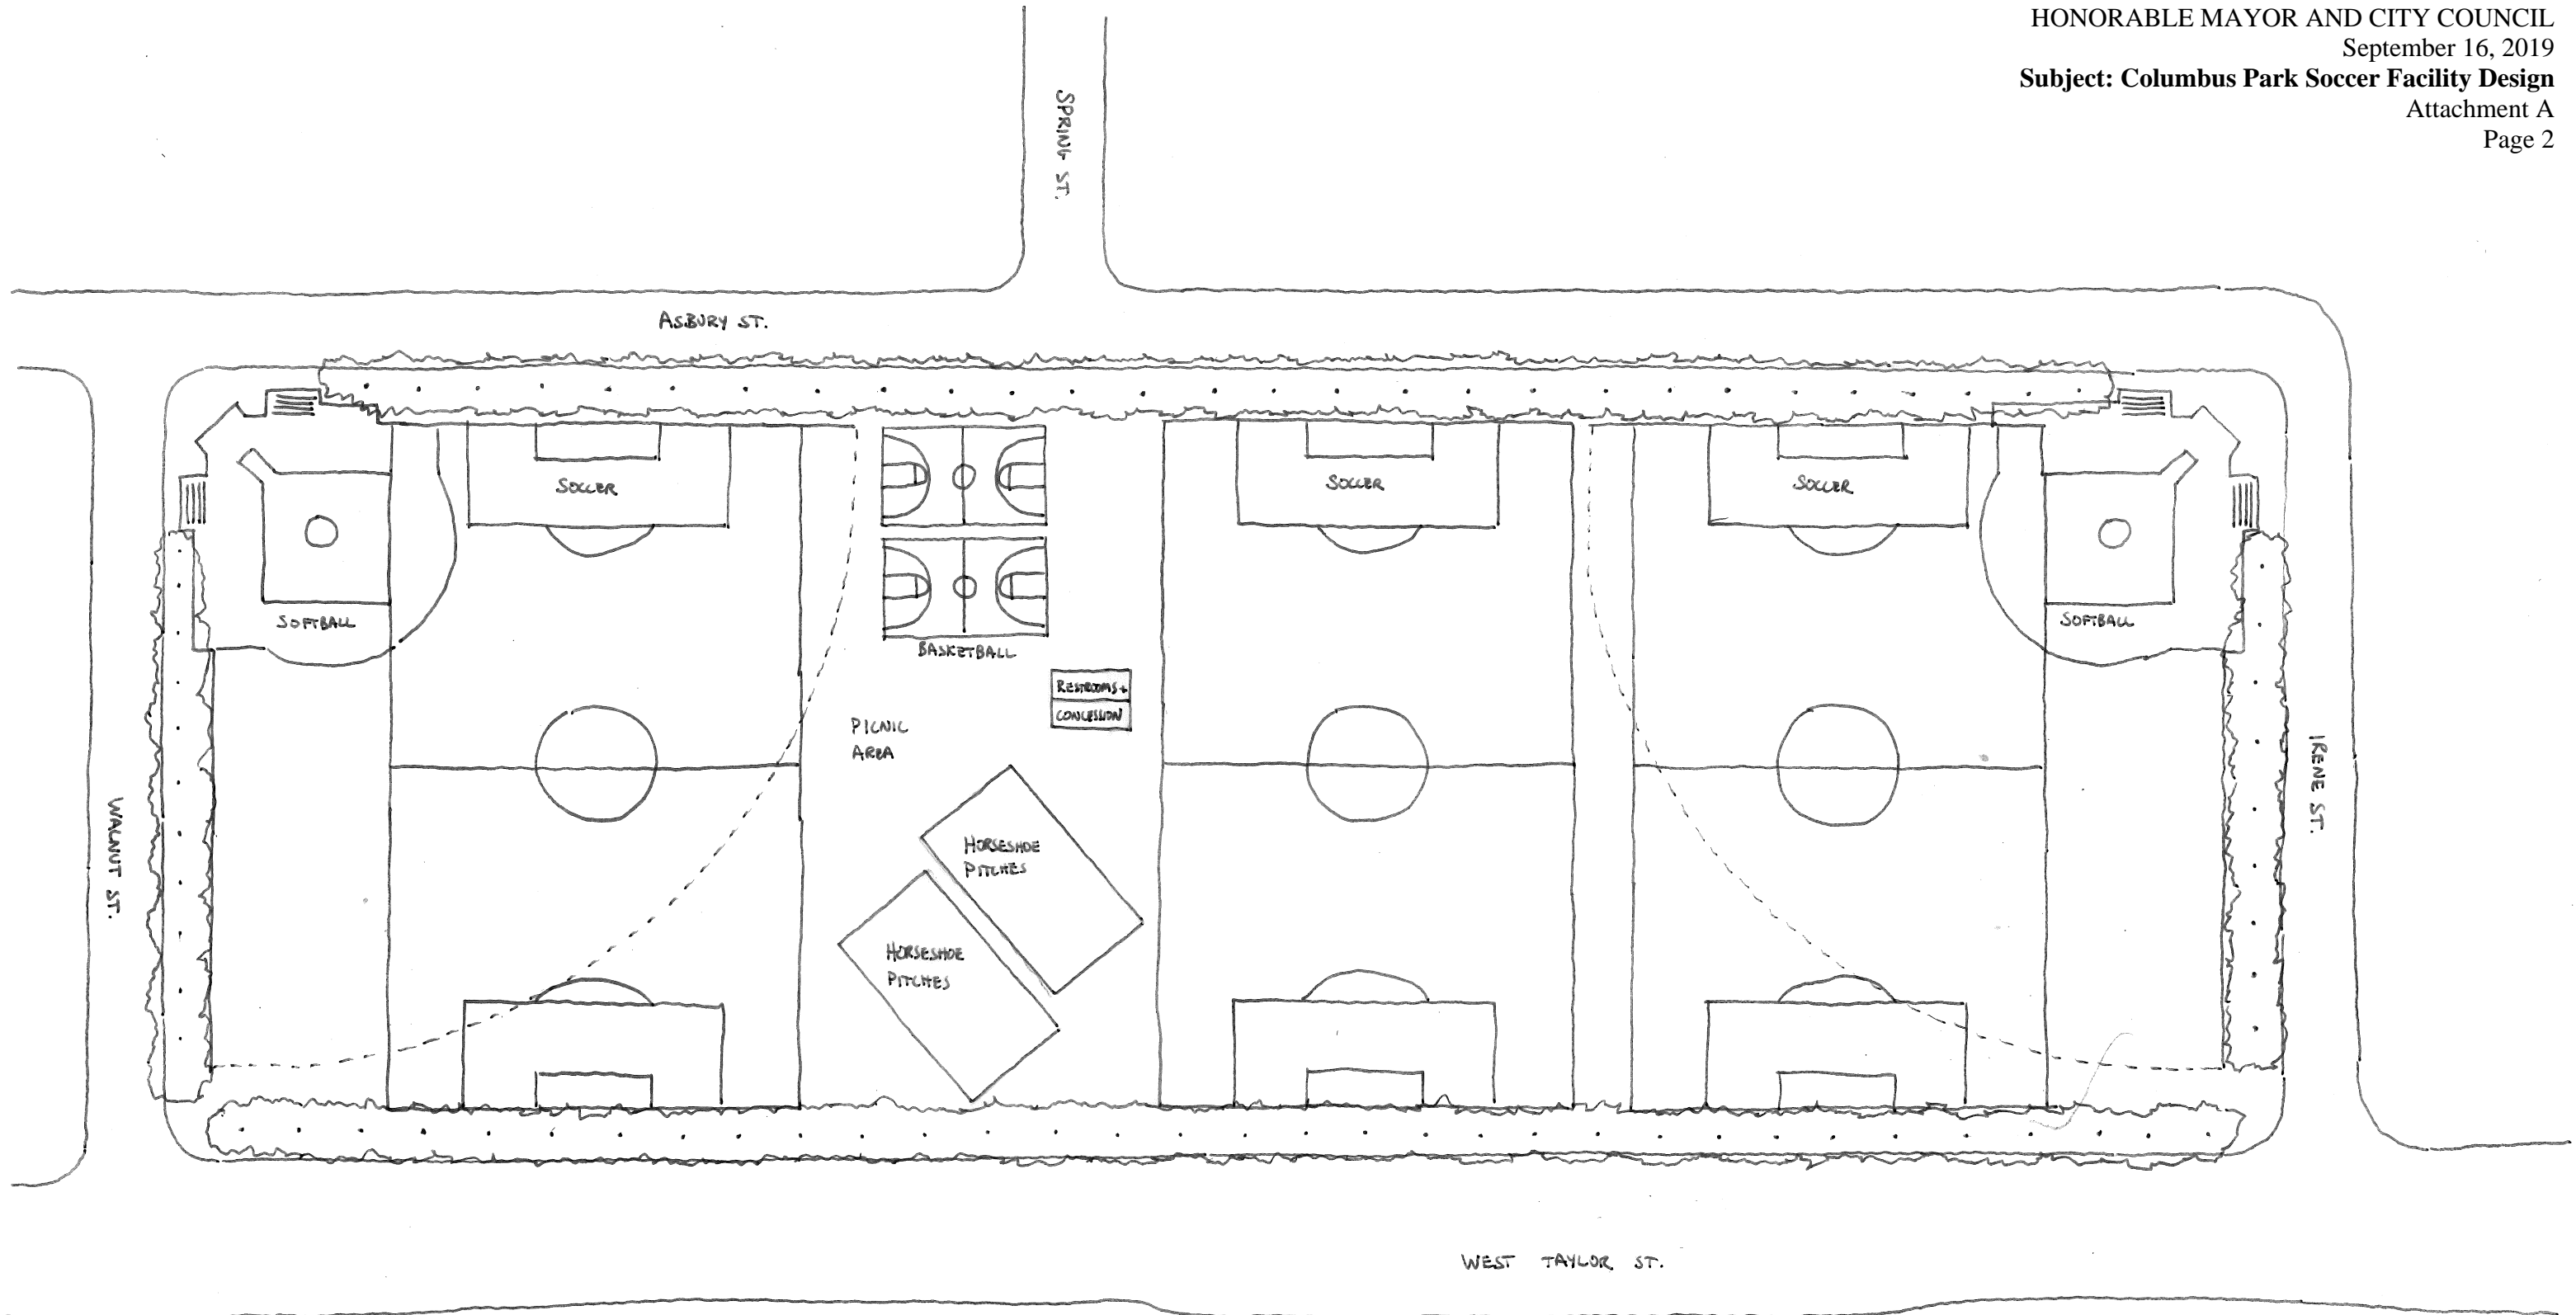 HONORABLE MAYOR AND CITY COUNCIL
September 16, 2019
Subject: Columbus Park Soccer Facility Design
Attachment A
Page 2
SPRING ST.
ASBURY ST.
SOCCER
SOCCER
SOCCER
SOFTBALL
SOFTBALL
BASKETBALL
RESTROOMS +
CONCESSION
PICNIC
AREA
HORSESHOE
PITCHES
HORSESHOE
PITCHES
WALNUT ST.
IRENE ST.
WEST TAYLOR ST.